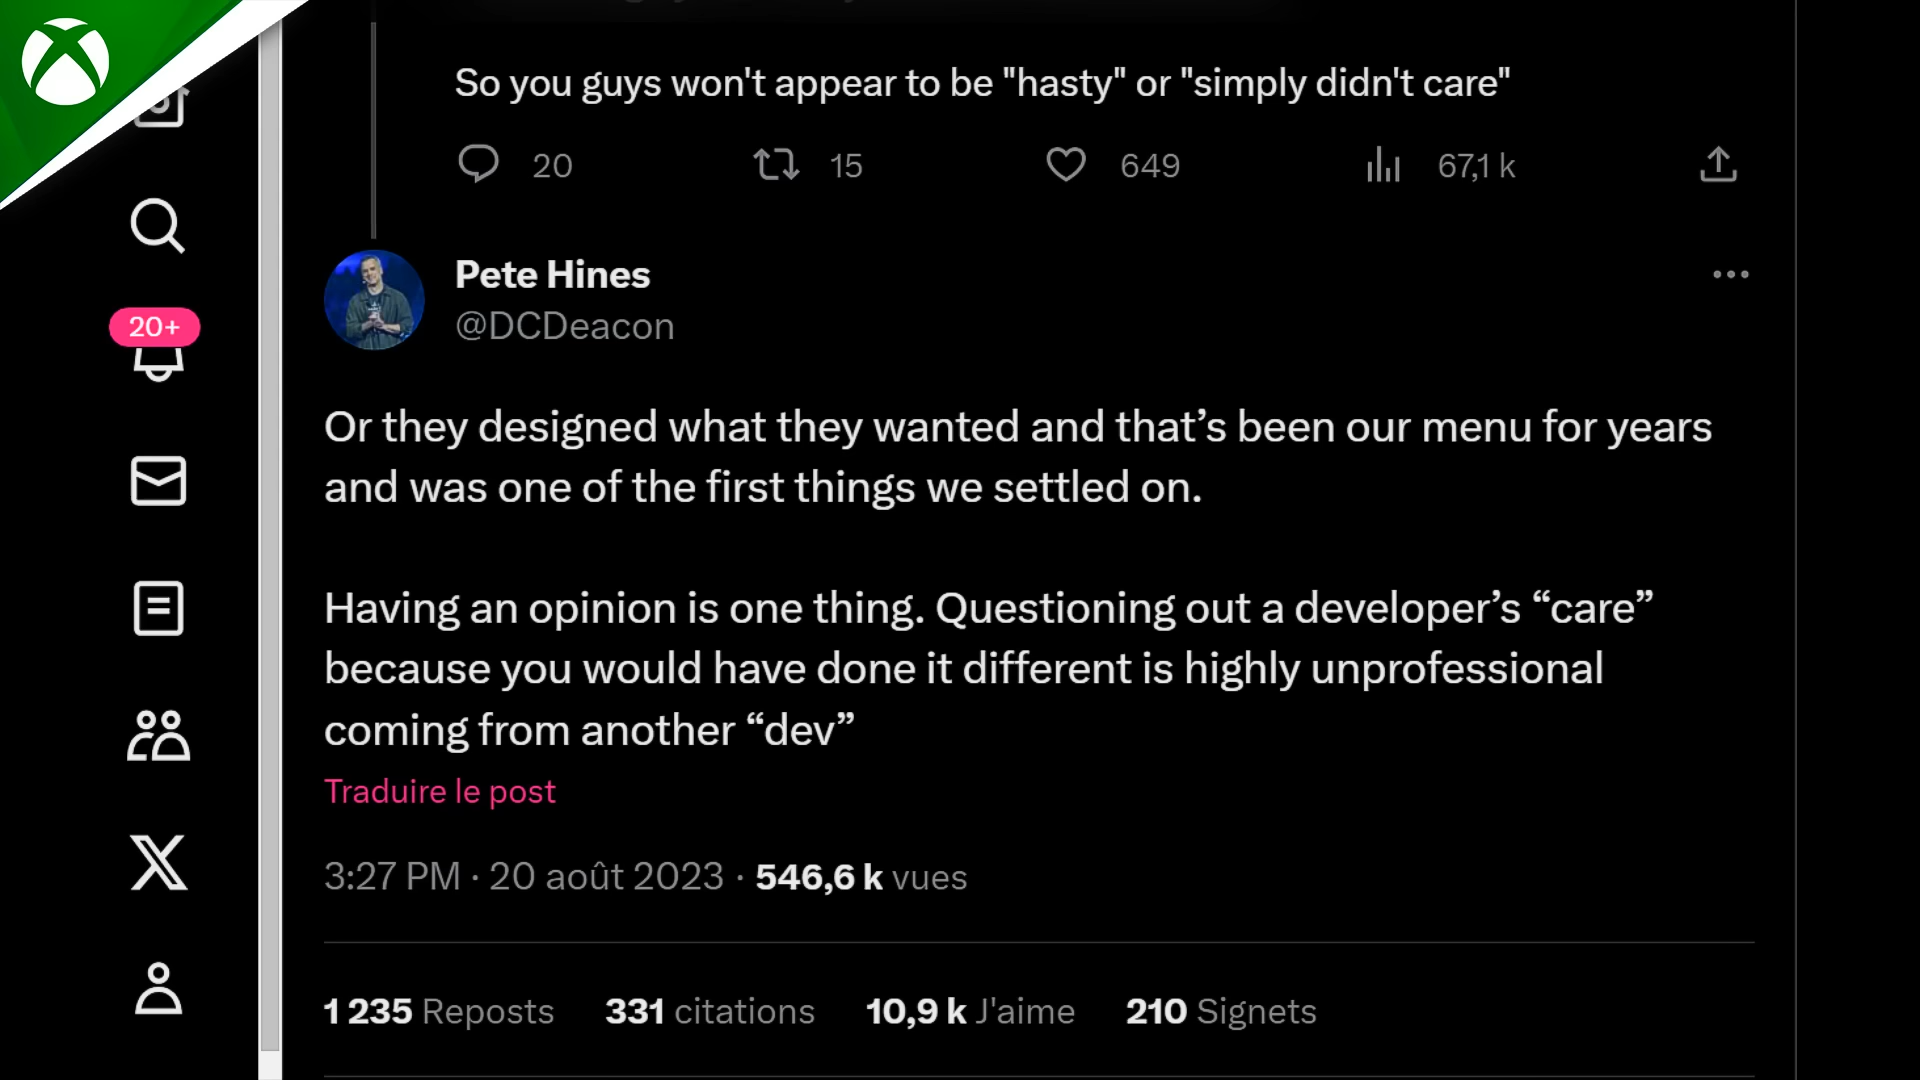 So you guys won't appear to be "hasty" or "simply didn't care"
20 15 649 67,1 k
Pete Hines
@DCDeacon
20+
Or they designed what they wanted and that’s been our menu for years
and was one of the first things we settled on.
Having an opinion is one thing. Questioning out a developer’s “care”
because you would have done it different is highly unprofessional
coming from another “dev”
Traduire le post
3:27 PM · 20 août 2023 · 546,6 k vues
1 235 Reposts 331 citations 10,9 k J'aime 210 Signets